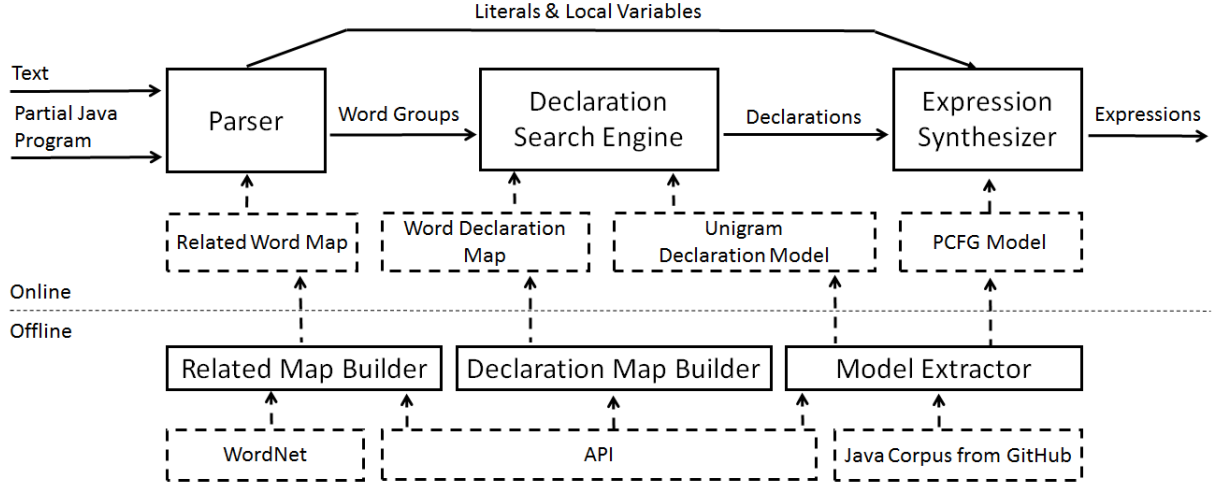 Literals & Local Variables
Text
Partial Java
Program
Parser
Word Groups
Declaration
Search Engine
Declarations
Expression
Synthesizer
Expressions
Related Word Map
Word Declaration
Map
Unigram
Declaration Model
PCFG Model
Online
Offline
Related Map Builder
Declaration Map Builder
Model Extractor
WordNet
API
Java Corpus from GitHub